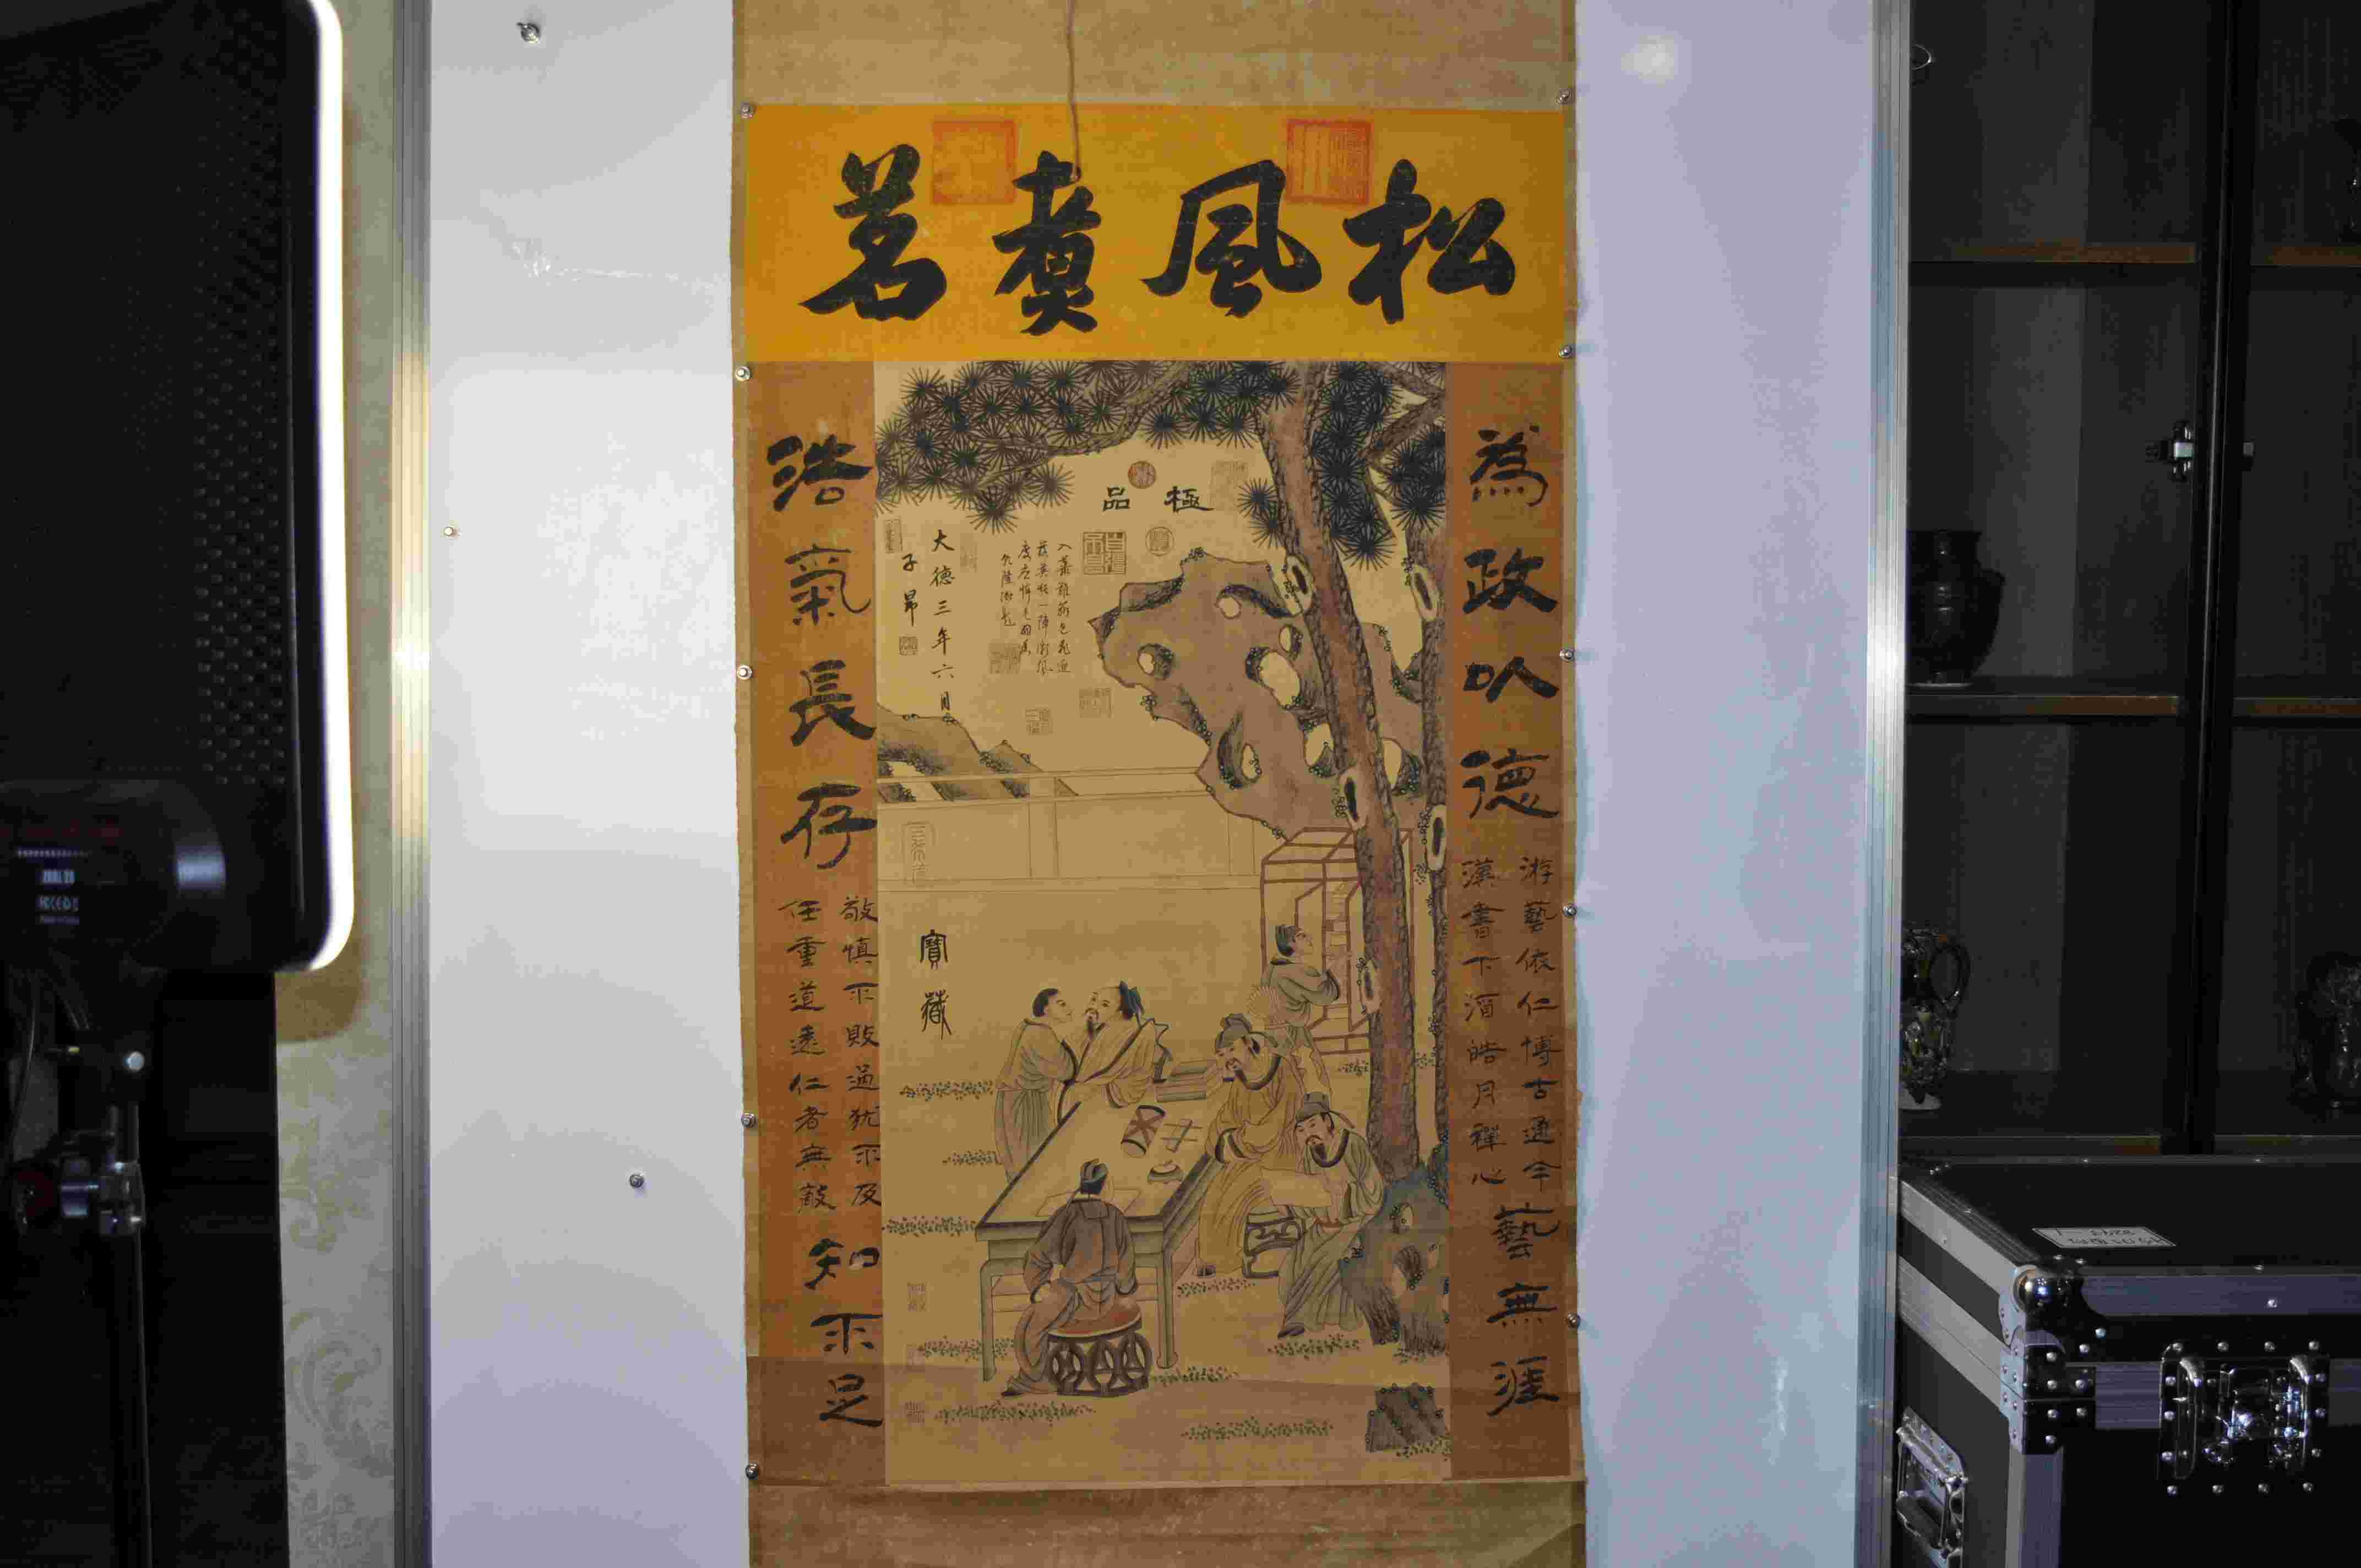 松風煑茗
為政以德
游藝依仁博古通今
漢書下酒皓月禪心
藝無涯
極品
大德三年六月
子昂
寶藏
浩氣長存
敬慎不敗過犹不及
任重道遠仁者無敵
知不足